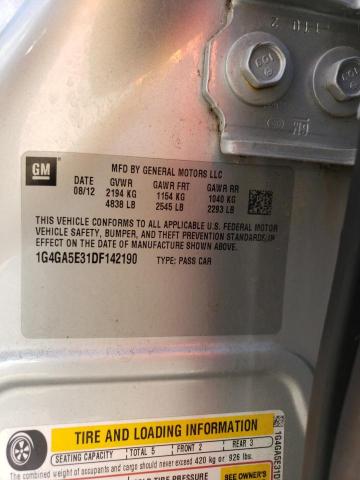 GM
MFD BY GENERAL MOTORS LLC
DATE GVWR GAWR FRT GAWR RR
08/12 2194 KG 1154 KG 1040 KG
4838 LB 2545 LB 2293 LB
THIS VEHICLE CONFORMS TO ALL APPLICABLE U.S. FEDERAL MOTOR
VEHICLE SAFETY, BUMPER, AND THEFT PREVENTION STANDARDS, IN
EFFECT ON THE DATE OF MANUFACTURE SHOWN ABOVE.
1G4GA5E31DF142190 TYPE: PASS CAR
TIRE AND LOADING INFORMATION
SEATING CAPACITY TOTAL 5 FRONT 2 REAR 3
The combined weight of occupants and cargo should never exceed 420 kg or 926 lbs.
SEE OWNER'S
1G4GA5E31D